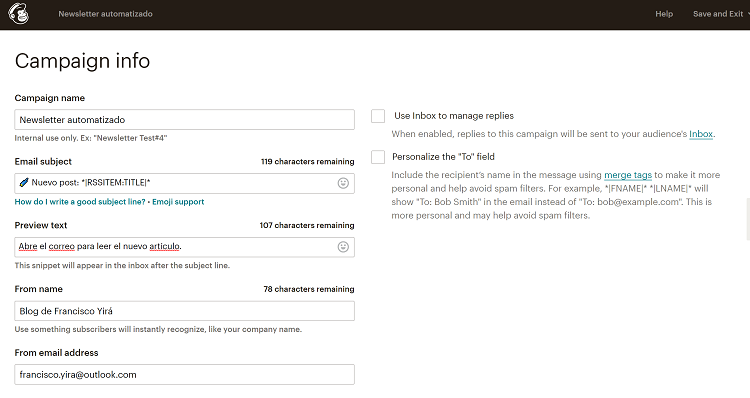 Newsletter automatizado
Help
Save and Exit
Campaign info
Campaign name
Newsletter automatizado
Internal use only. Ex: "Newsletter Test#4"
Email subject
119 characters remaining
Nuevo post: *|RSSITEM:TITLE|*
How do I write a good subject line? • Emoji support
Preview text
107 characters remaining
Abre el correo para leer el nuevo artículo.
This snippet will appear in the inbox after the subject line.
From name
78 characters remaining
Blog de Francisco Yirá
Use something subscribers will instantly recognize, like your company name.
From email address
francisco.yira@outlook.com
Use Inbox to manage replies
When enabled, replies to this campaign will be sent to your audience's Inbox.
Personalize the "To" field
Include the recipient's name in the message using merge tags to make it more
personal and help avoid spam filters. For example, *|FNAME|* *|LNAME|* will
show "To: Bob Smith" in the email instead of "To: bob@example.com". This is
more personal and may help avoid spam filters.